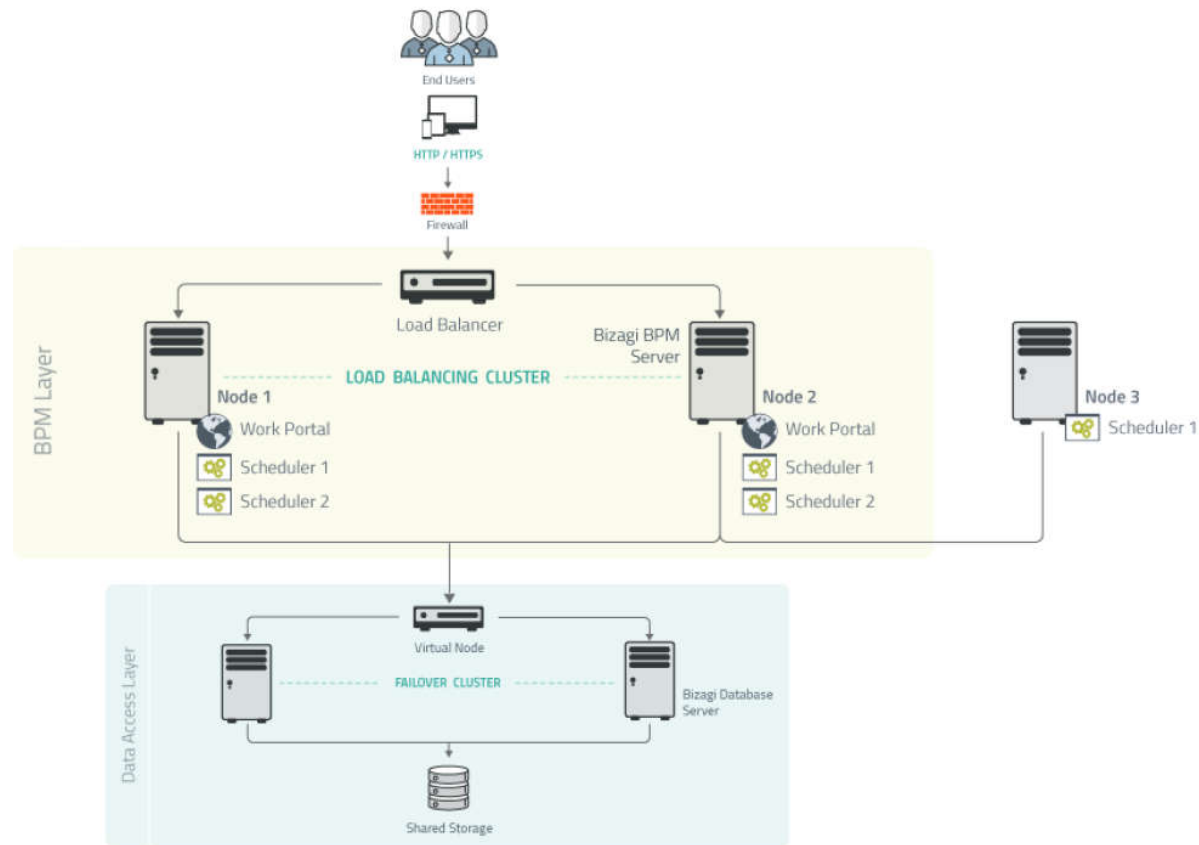 End Users
HTTP / HTTPS
Firewall
BPM Layer
Load Balancer
Bizagi BPM
Server
LOAD BALANCING CLUSTER
Node 1
Work Portal
Scheduler 1
Scheduler 2
Node 2
Work Portal
Scheduler 1
Scheduler 2
Node 3
Scheduler 1
Data Access Layer
Virtual Node
FAILOVER CLUSTER
Bizagi Database
Server
Shared Storage